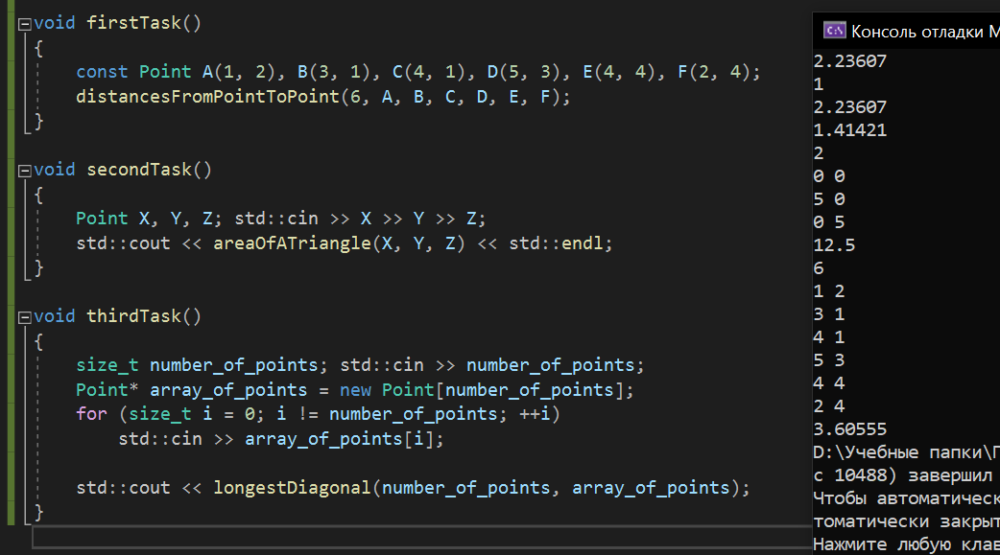 void firstTask()
{
const Point A(1, 2), B(3, 1), C(4, 1), D(5, 3), E(4, 4), F(2, 4);
distancesFromPointToPoint(6, A, B, C, D, E, F);
}
void secondTask()
{
Point X, Y, Z; std::cin >> X >> Y >> Z;
std::cout << areaOfATriangle(X, Y, Z) << std::endl;
}
void thirdTask()
{
size_t number_of_points; std::cin >> number_of_points;
Point* array_of_points = new Point[number_of_points];
for (size_t i = 0; i != number_of_points; ++i)
std::cin >> array_of_points[i];
std::cout << longestDiagonal(number_of_points, array_of_points);
}
Консоль отладки M
2.23607
1
2.23607
1.41421
2
0 0
5 0
0 5
12.5
6
1 2
3 1
4 1
5 3
4 4
2 4
3.60555
D:\Учебные папки\П
с 10488) завершил
Чтобы автоматическ
томатически закрыт
Нажмите любую клав